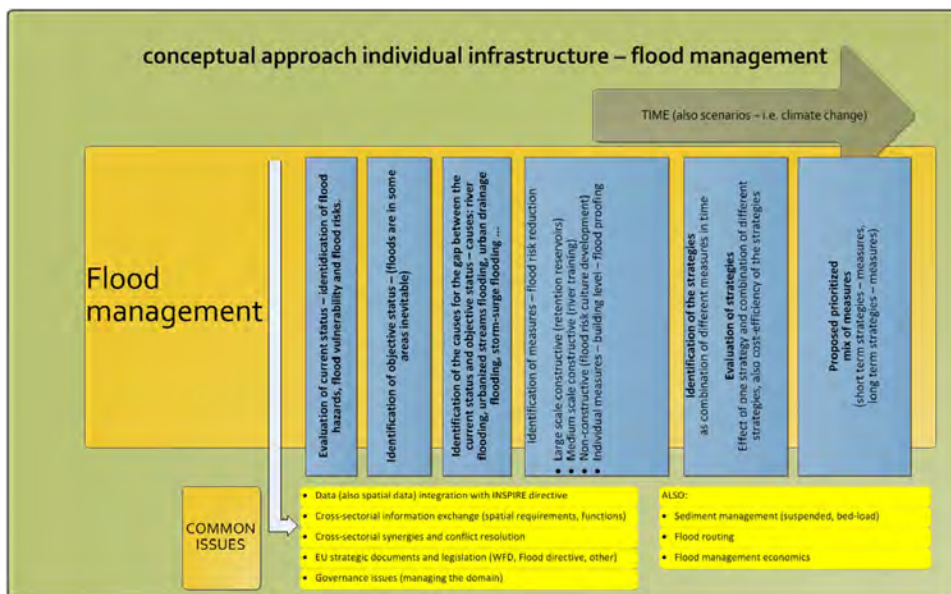 conceptual approach individual infrastructure – flood management
TIME (also scenarios – i.e. climate change)
Flood
management
Evaluation of current status – identidication of flood
hazards, flood vulnerability and flood risks.
Identification of objective status – (floods are in some
areas inevitable)
Identification of the causes for the gap between the
current status and objective status – causes: river
flooding, urbanized streams flooding, urban drainage
flooding, storm-surge flooding ...
Identification of measures – flood risk reduction
• Large scale constructive (retention reservoirs)
• Medium scale constructive (river training)
• Non-constructive (flood risk culture development)
• Individual measures – building level – flood proofing
Identification of the strategies
as combination of different measures in time
Evaluation of strategies
Effect of one strategy and combination of different
strategies, also cost-efficiency of the strategies
Proposed prioritized
mix of measures
(short term strategies – measures,
long term strategies – measures)
COMMON
ISSUES
• Data (also spatial data) integration with INSPIRE directive
• Cross-sectorial information exchange (spatial requirements, functions)
• Cross-sectorial synergies and conflict resolution
• EU strategic documents and legislation (WFD, Flood directive, other)
• Governance issues (managing the domain)
ALSO:
• Sediment management (suspended, bed-load)
• Flood routing
• Flood management economics